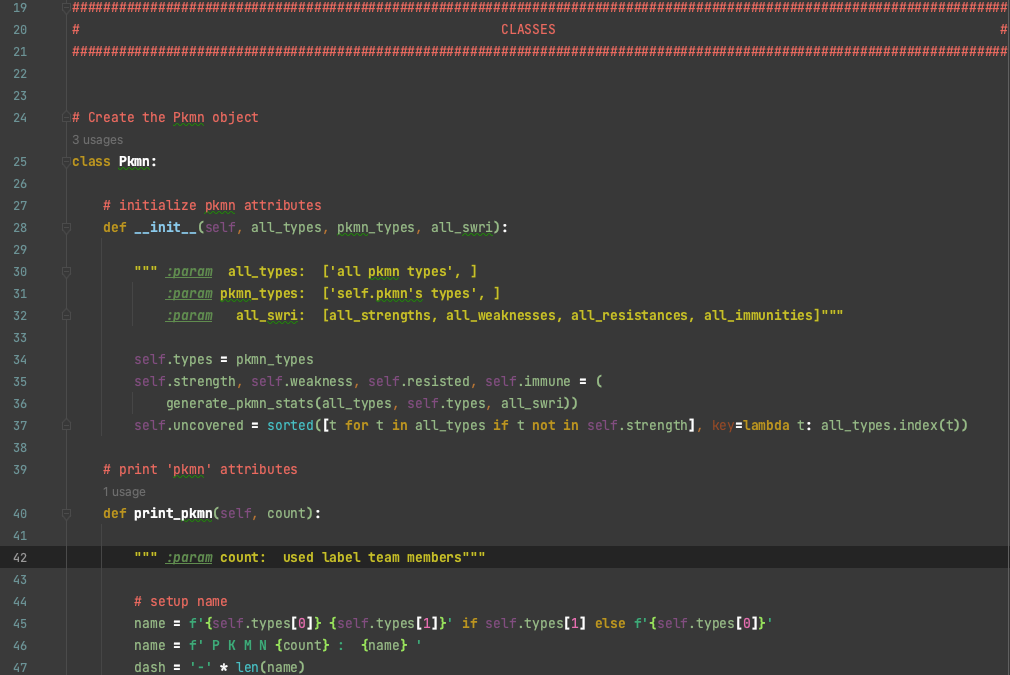 19 ########################################################################################################################
20 # CLASSES #
21 ########################################################################################################################
22
23
24 # Create the Pkmn object
3 usages
25 class Pkmn:
26
27     # initialize pkmn attributes
28     def __init__(self, all_types, pkmn_types, all_swri):
29
30         """ :param  all_types:  ['all pkmn types', ]
31             :param pkmn_types:  ['self.pkmn's types', ]
32             :param   all_swri:  [all_strengths, all_weaknesses, all_resistances, all_immunities]"""
33
34         self.types = pkmn_types
35         self.strength, self.weakness, self.resisted, self.immune = (
36             generate_pkmn_stats(all_types, self.types, all_swri))
37         self.uncovered = sorted([t for t in all_types if t not in self.strength], key=lambda t: all_types.index(t))
38
39     # print 'pkmn' attributes
1 usage
40     def print_pkmn(self, count):
41
42         """ :param count:  used label team members"""
43
44         # setup name
45         name = f'{self.types[0]} {self.types[1]}' if self.types[1] else f'{self.types[0]}'
46         name = f' P K M N {count} :  {name} '
47         dash = '-' * len(name)